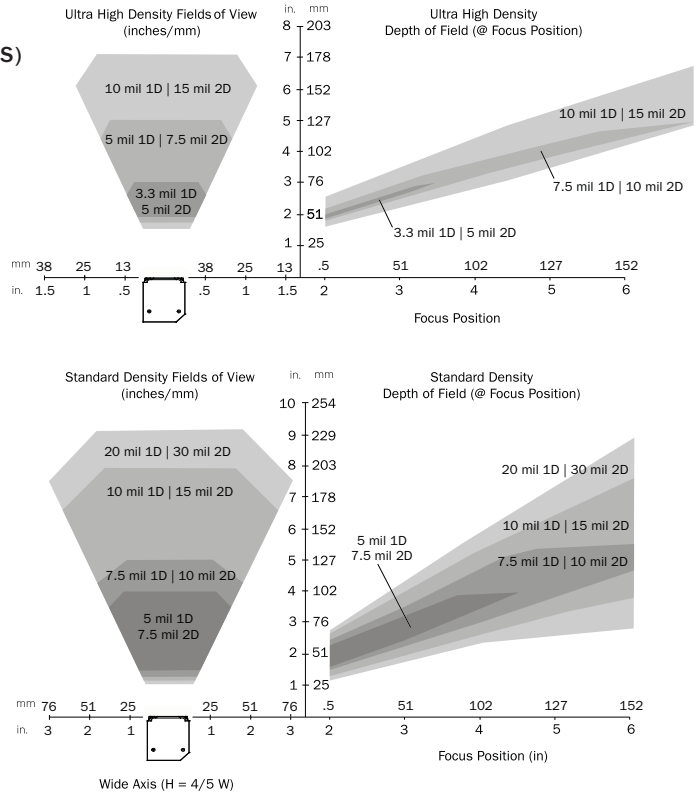 Ultra High Density Fields of View
(inches/mm)
in. mm
Ultra High Density
Depth of Field (@ Focus Position)
S)
8 203
7 178
6 152
5 127
4 102
3 76
2 51
1 25
10 mil 1D | 15 mil 2D
5 mil 1D | 7.5 mil 2D
3.3 mil 1D
5 mil 2D
10 mil 1D | 15 mil 2D
7.5 mil 1D | 10 mil 2D
3.3 mil 1D | 5 mil 2D
mm 38 25 13 38 25 13 .5 51 102 127 152
in. 1.5 1 .5 .5 1 1.5 2 3 4 5 6
Focus Position
Standard Density Fields of View
(inches/mm)
in. mm
Standard Density
Depth of Field (@ Focus Position)
10 254
9 229
8 203
7 178
6 152
5 127
4 102
3 76
2 51
1 25
20 mil 1D | 30 mil 2D
10 mil 1D | 15 mil 2D
7.5 mil 1D | 10 mil 2D
5 mil 1D
7.5 mil 2D
20 mil 1D | 30 mil 2D
10 mil 1D | 15 mil 2D
5 mil 1D
7.5 mil 2D
7.5 mil 1D | 10 mil 2D
mm 76 51 25 25 51 76 .5 51 102 127 152
in. 3 2 1 1 2 3 2 3 4 5 6
Focus Position (in)
Wide Axis (H = 4/5 W)